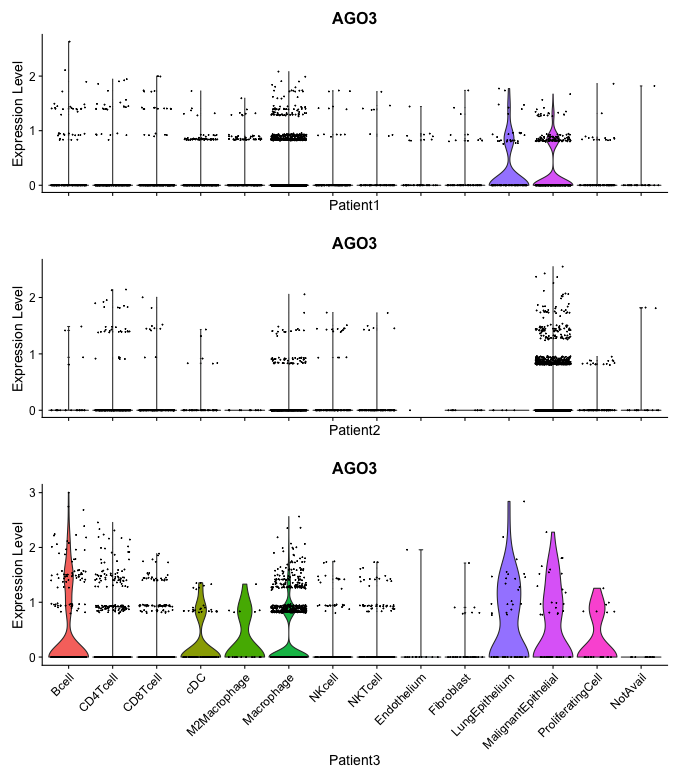 AGO3
Expression Level
2
1
0
Patient1
AGO3
Expression Level
2
1
0
Patient2
AGO3
Expression Level
3
2
1
0
Bcell
CD4Tcell
CD8Tcell
cDC
M2Macrophage
Macrophage
NKcell
NKTcell
Endothelium
Fibroblast
LungEpithelium
MalignantEpithelial
ProliferatingCell
NotAvail
Patient3